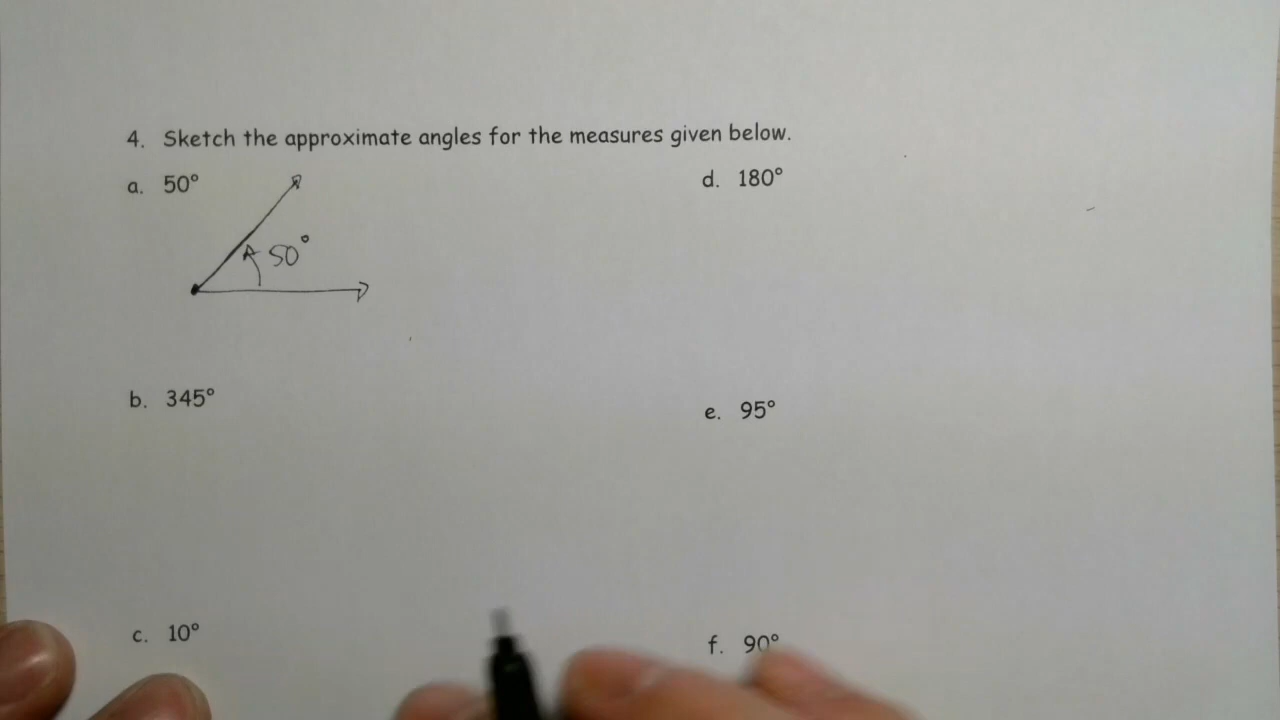 4. Sketch the approximate angles for the measures given below.
a. 50°
50°
d. 180°
b. 345°
e. 95°
c. 10°
f. 90°